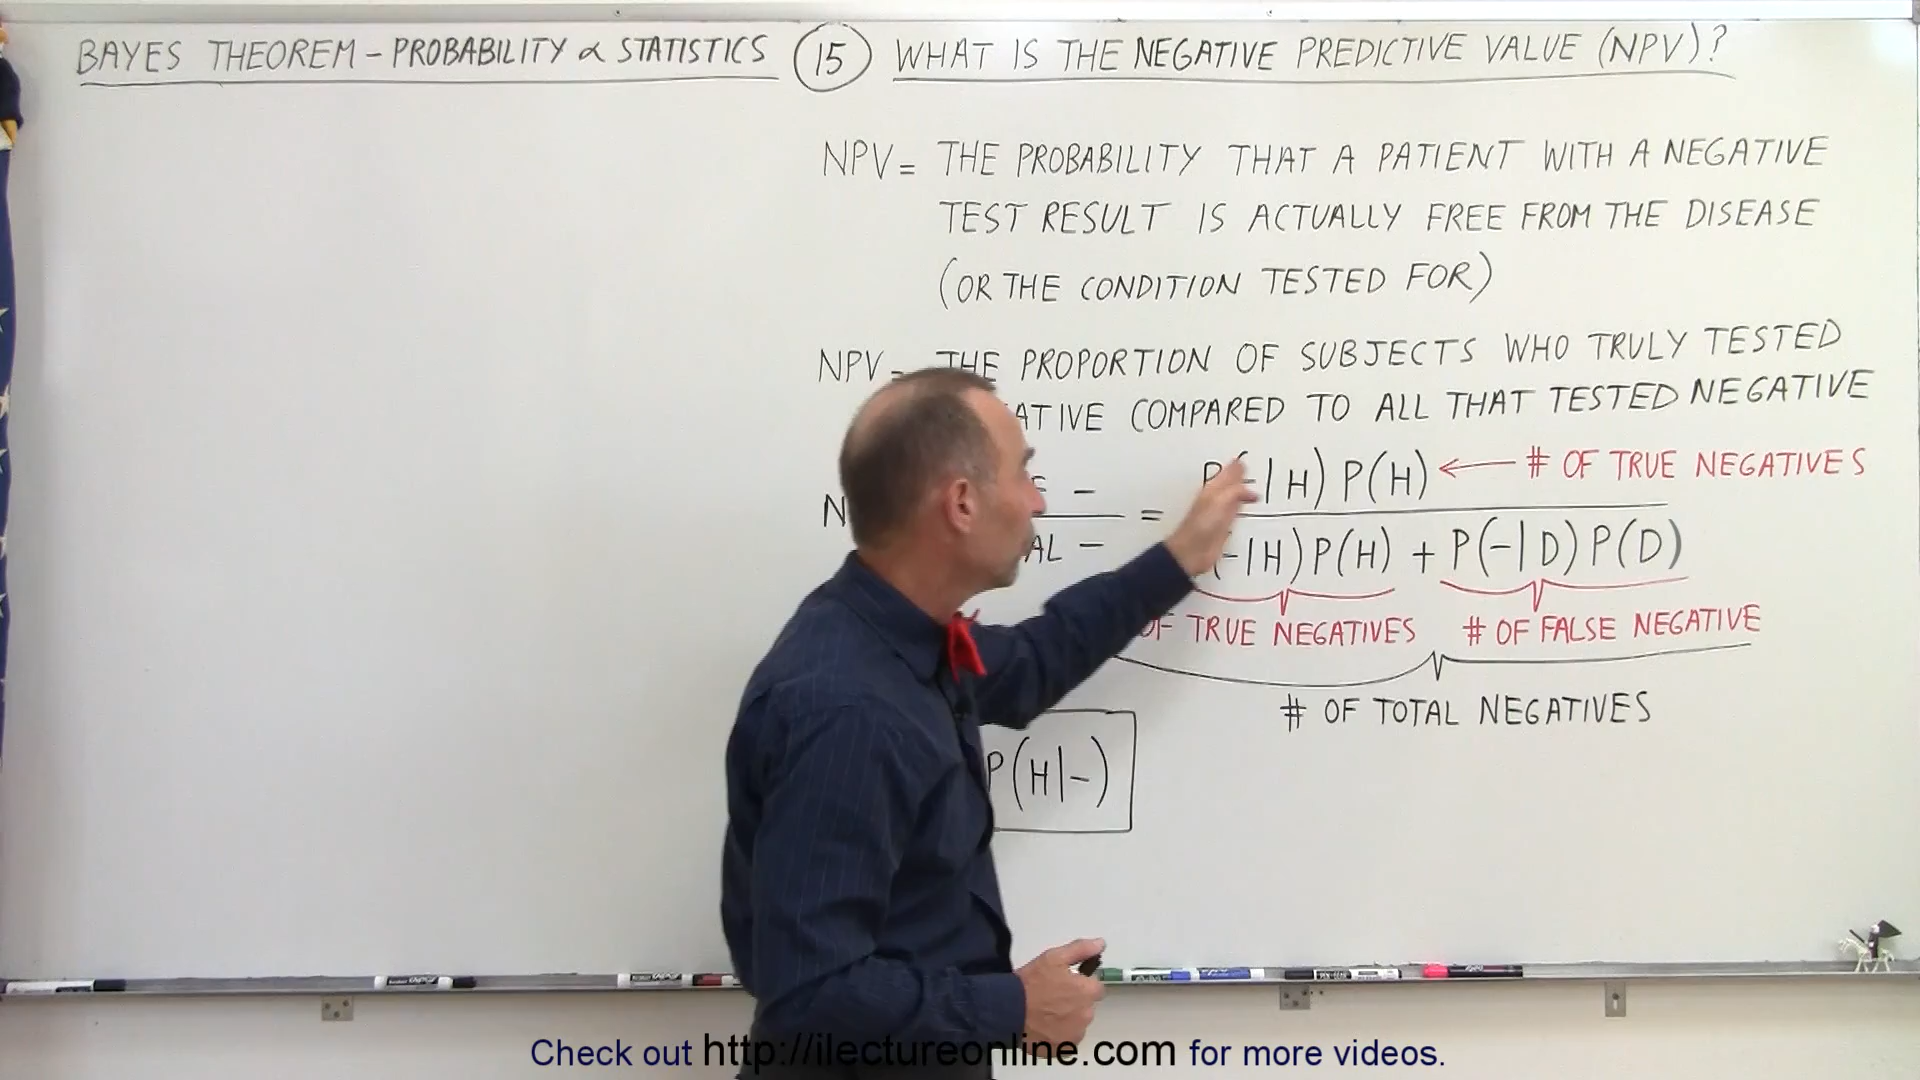 BAYES THEOREM – PROBABILITY & STATISTICS 15 WHAT IS THE NEGATIVE PREDICTIVE VALUE (NPV)?
NPV = THE PROBABILITY THAT A PATIENT WITH A NEGATIVE
TEST RESULT IS ACTUALLY FREE FROM THE DISEASE
(OR THE CONDITION TESTED FOR)
NPV = THE PROPORTION OF SUBJECTS WHO TRULY TESTED
ATIVE COMPARED TO ALL THAT TESTED NEGATIVE
– = P(-|H) P(H) ← # OF TRUE NEGATIVES
AL – (-|H) P(H) + P(-|D) P(D)
OF TRUE NEGATIVES # OF FALSE NEGATIVE
# OF TOTAL NEGATIVES
P(H|-)
Check out http://ilectureonline.com for more videos.